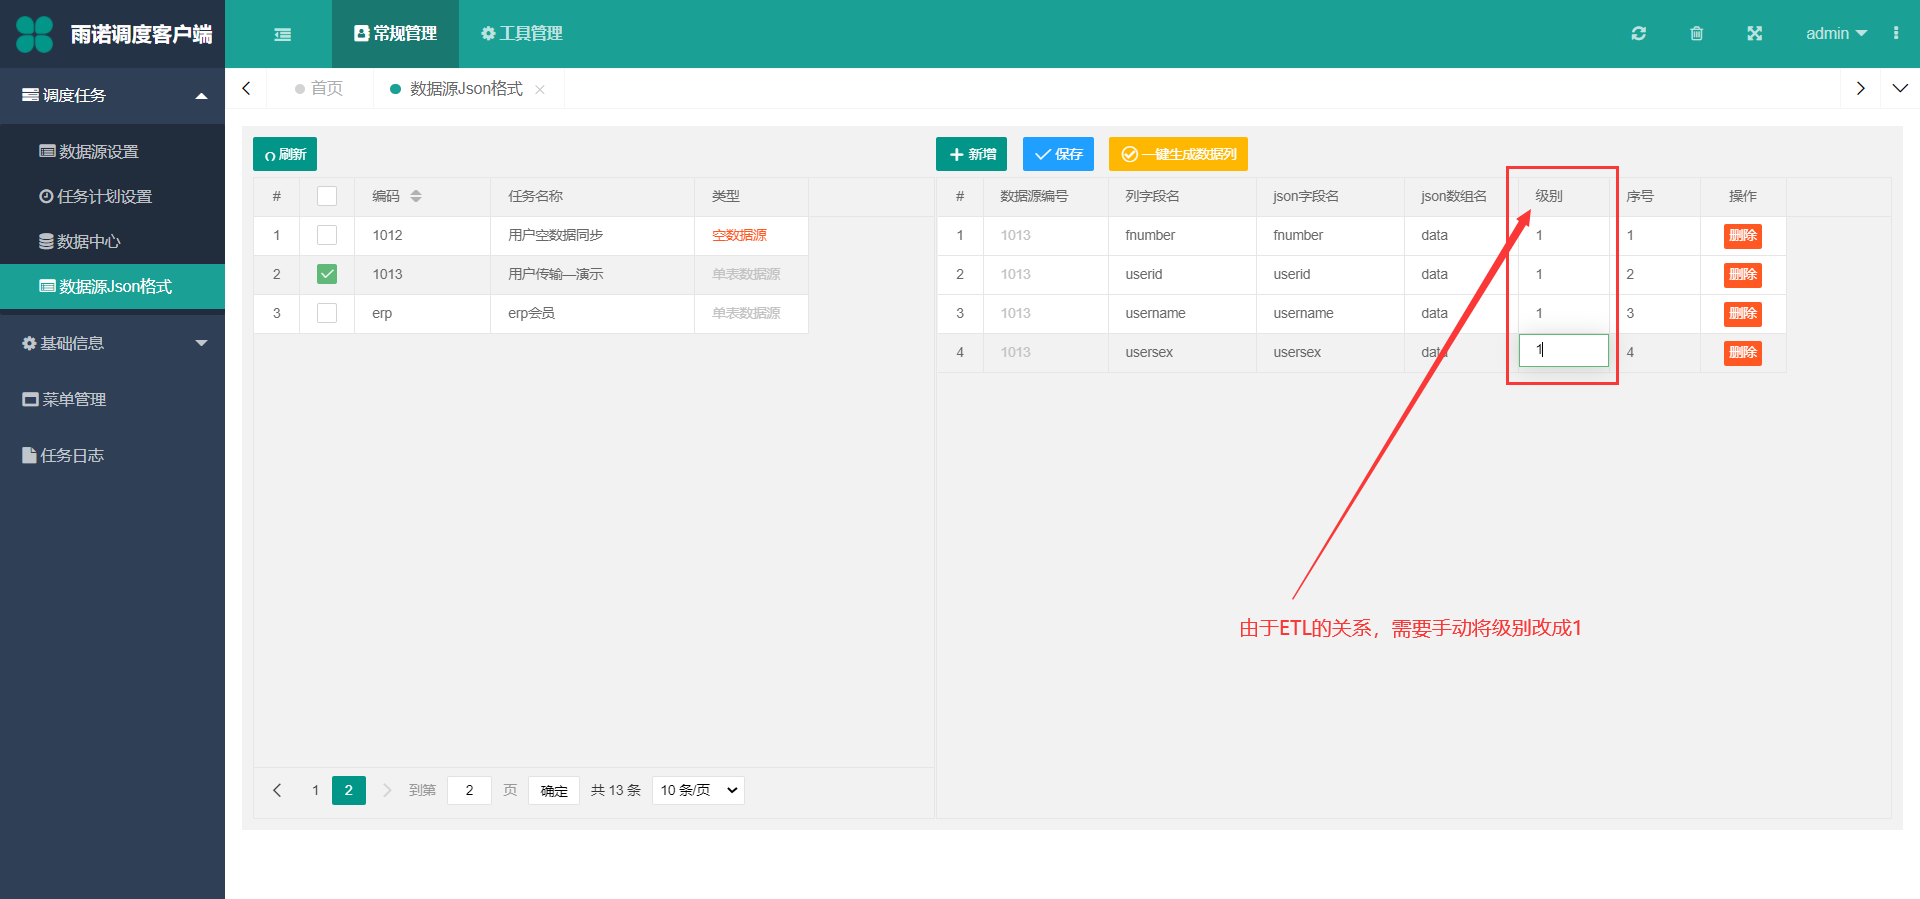 雨诺调度客户端
常规管理
工具管理
admin
调度任务
数据源设置
任务计划设置
数据中心
数据源Json格式
基础信息
菜单管理
任务日志
首页
数据源Json格式
刷新
# 编码 任务名称 类型
1 1012 用户空数据同步 空数据源
2 1013 用户传输—演示 单表数据源
3 erp erp会员 单表数据源
1 2 到第 2 页 确定 共 13 条 10 条/页
新增 保存 一键生成数据列
# 数据源编号 列字段名 json字段名 json数组名 级别 序号 操作
1 1013 fnumber fnumber data 1 1 删除
2 1013 userid userid data 1 2 删除
3 1013 username username data 1 3 删除
4 1013 usersex usersex data 1 4 删除
由于ETL的关系，需要手动将级别改成1